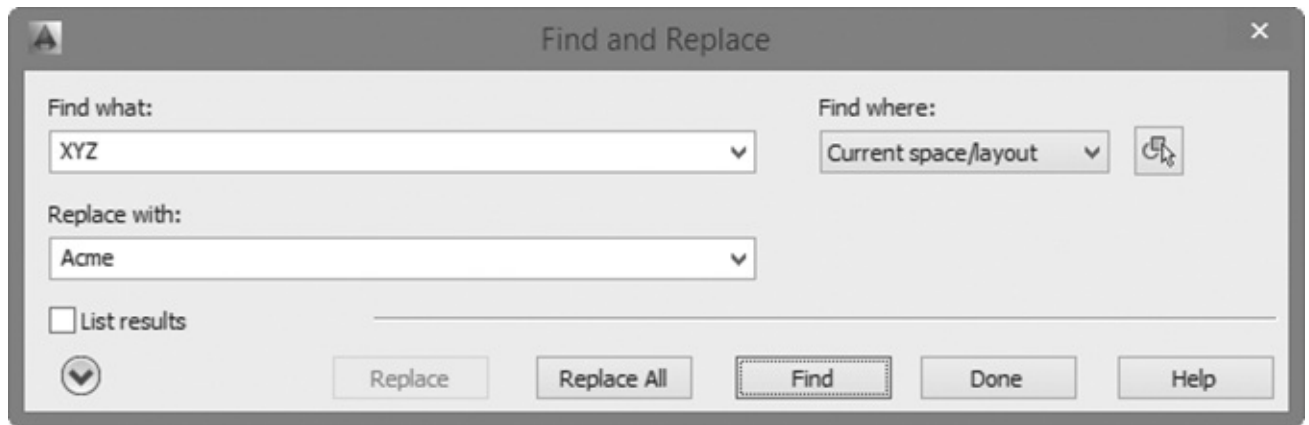 Find and Replace
Find what:
XYZ
Find where:
Current space/layout
Replace with:
Acme
List results
Replace
Replace All
Find
Done
Help